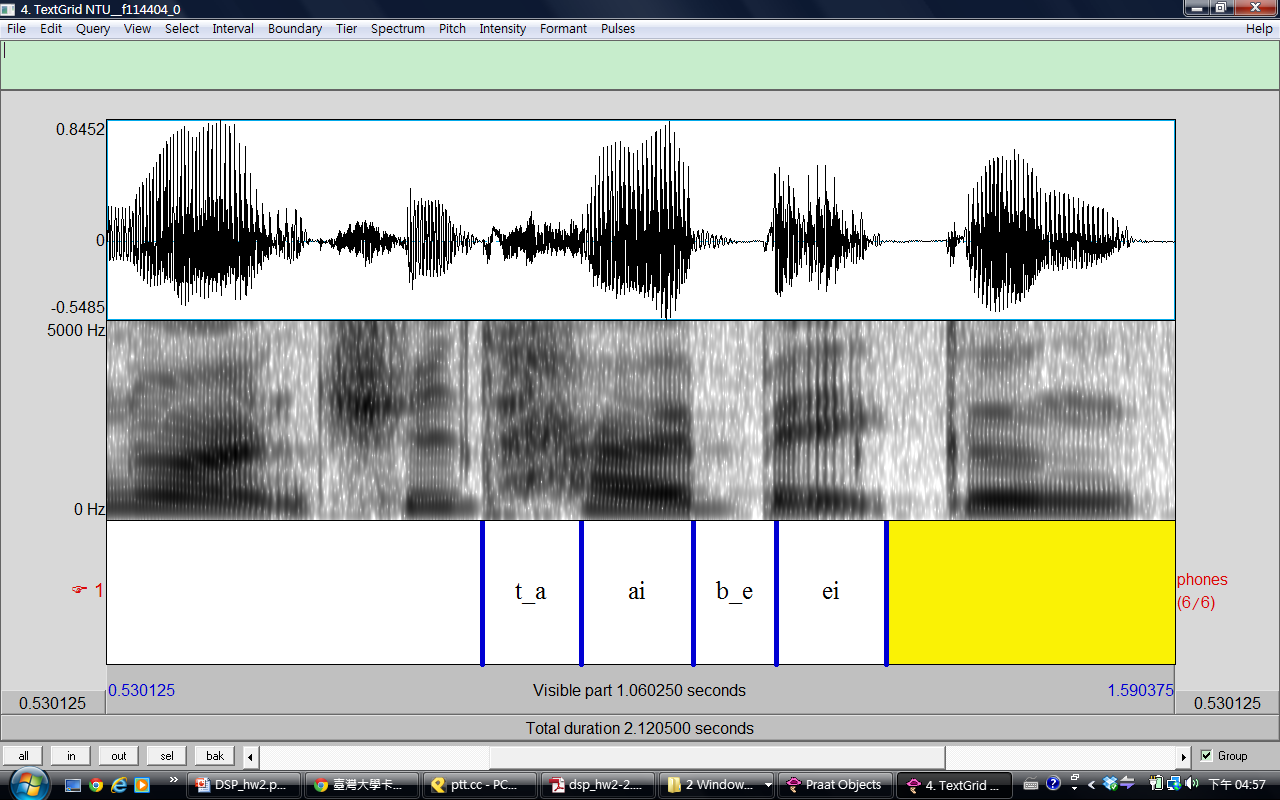 4. TextGrid NTU__f114404_0
File Edit Query View Select Interval Boundary Tier Spectrum Pitch Intensity Formant Pulses Help
0.8452
0
-0.5485
5000 Hz
0 Hz
1
t_a ai b_e ei
phones
(6/6)
0.530125 Visible part 1.060250 seconds 1.590375
0.530125 0.530125
Total duration 2.120500 seconds
all in out sel bak Group
DSP_hw2.p... 臺灣大學卡... ptt.cc - PC... dsp_hw2-2.... 2 Window... Praat Objects 4. TextGrid ... 下午 04:57